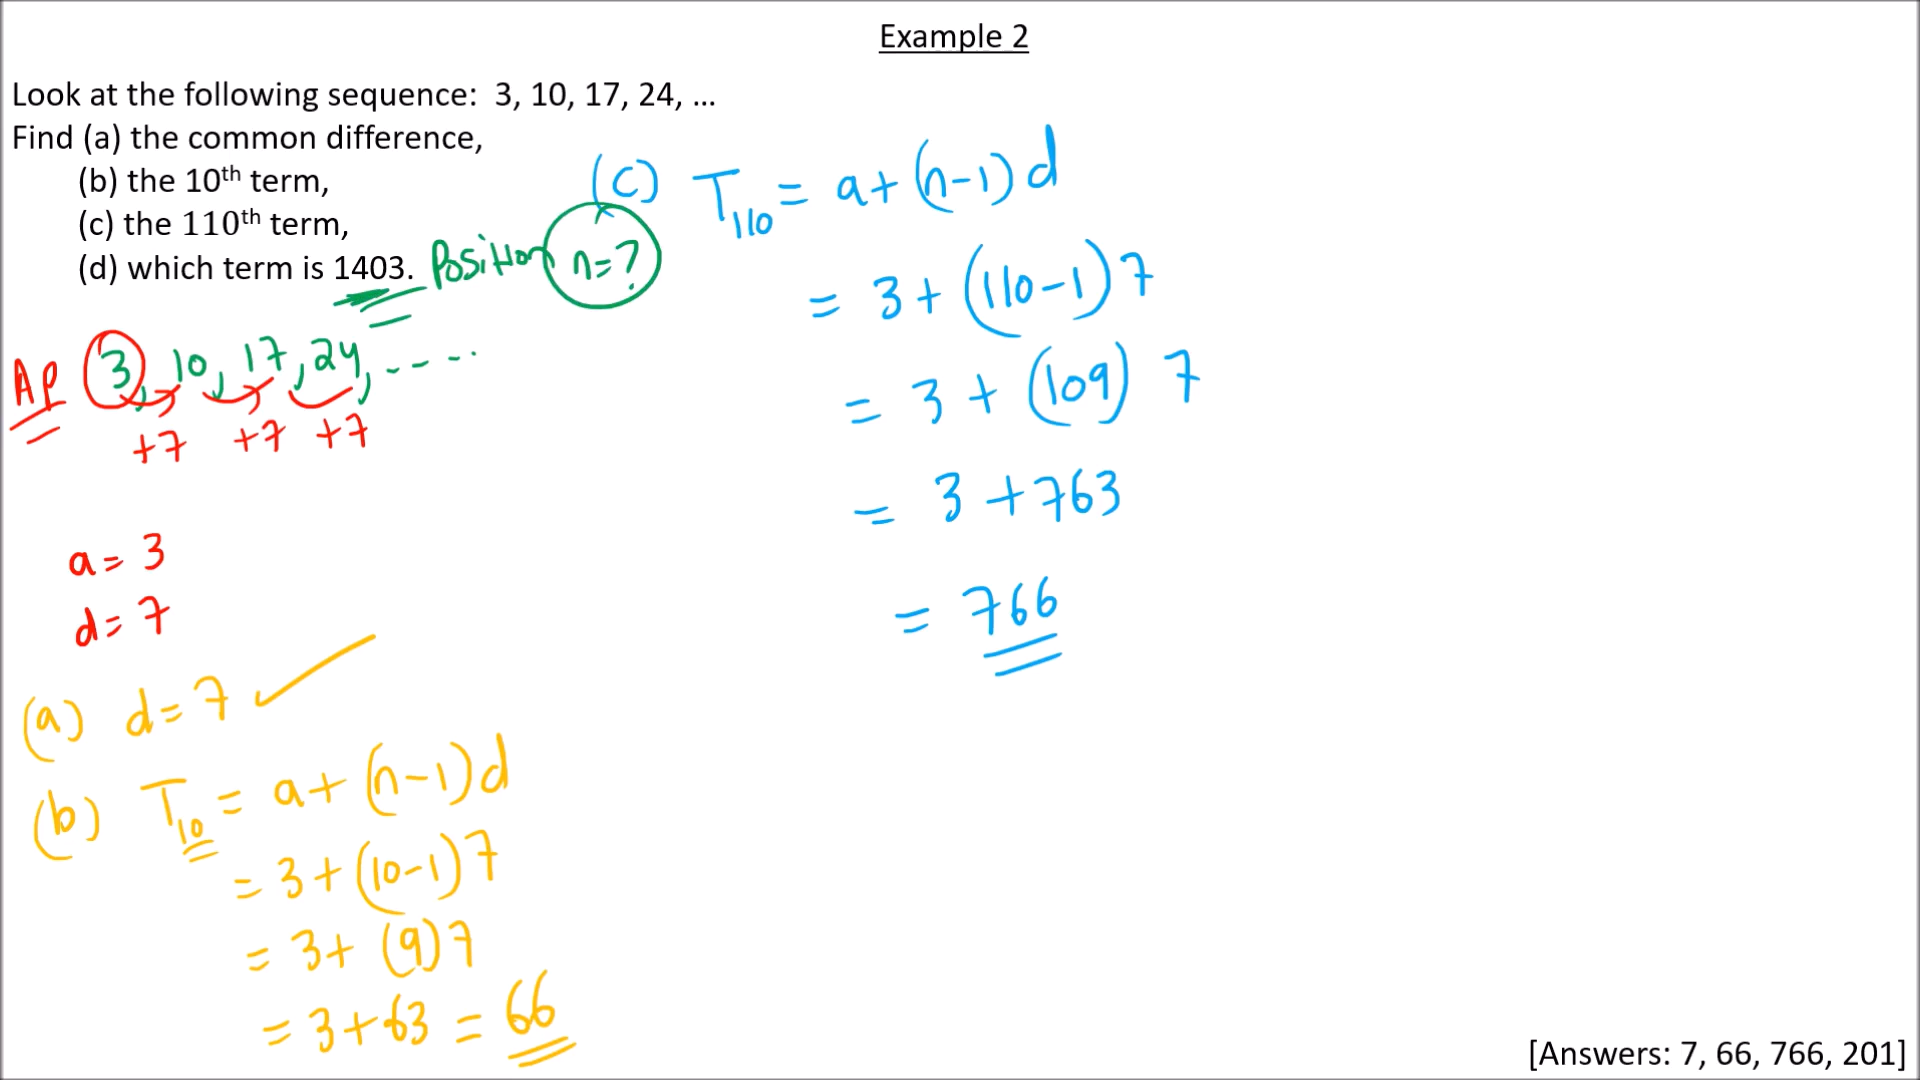 Example 2
Look at the following sequence: 3, 10, 17, 24, ...
Find (a) the common difference,
(b) the 10th term,
(c) the 110th term,
(d) which term is 1403. Position n=?
AP 3, 10, 17, 24, ----
+7 +7 +7
a = 3
d = 7
(a) d = 7 ✓
(b) T10 = a + (n-1)d
= 3 + (10-1)7
= 3 + (9)7
= 3 + 63 = 66
(c) T110 = a + (n-1)d
= 3 + (110-1)7
= 3 + (109) 7
= 3 + 763
= 766
[Answers: 7, 66, 766, 201]